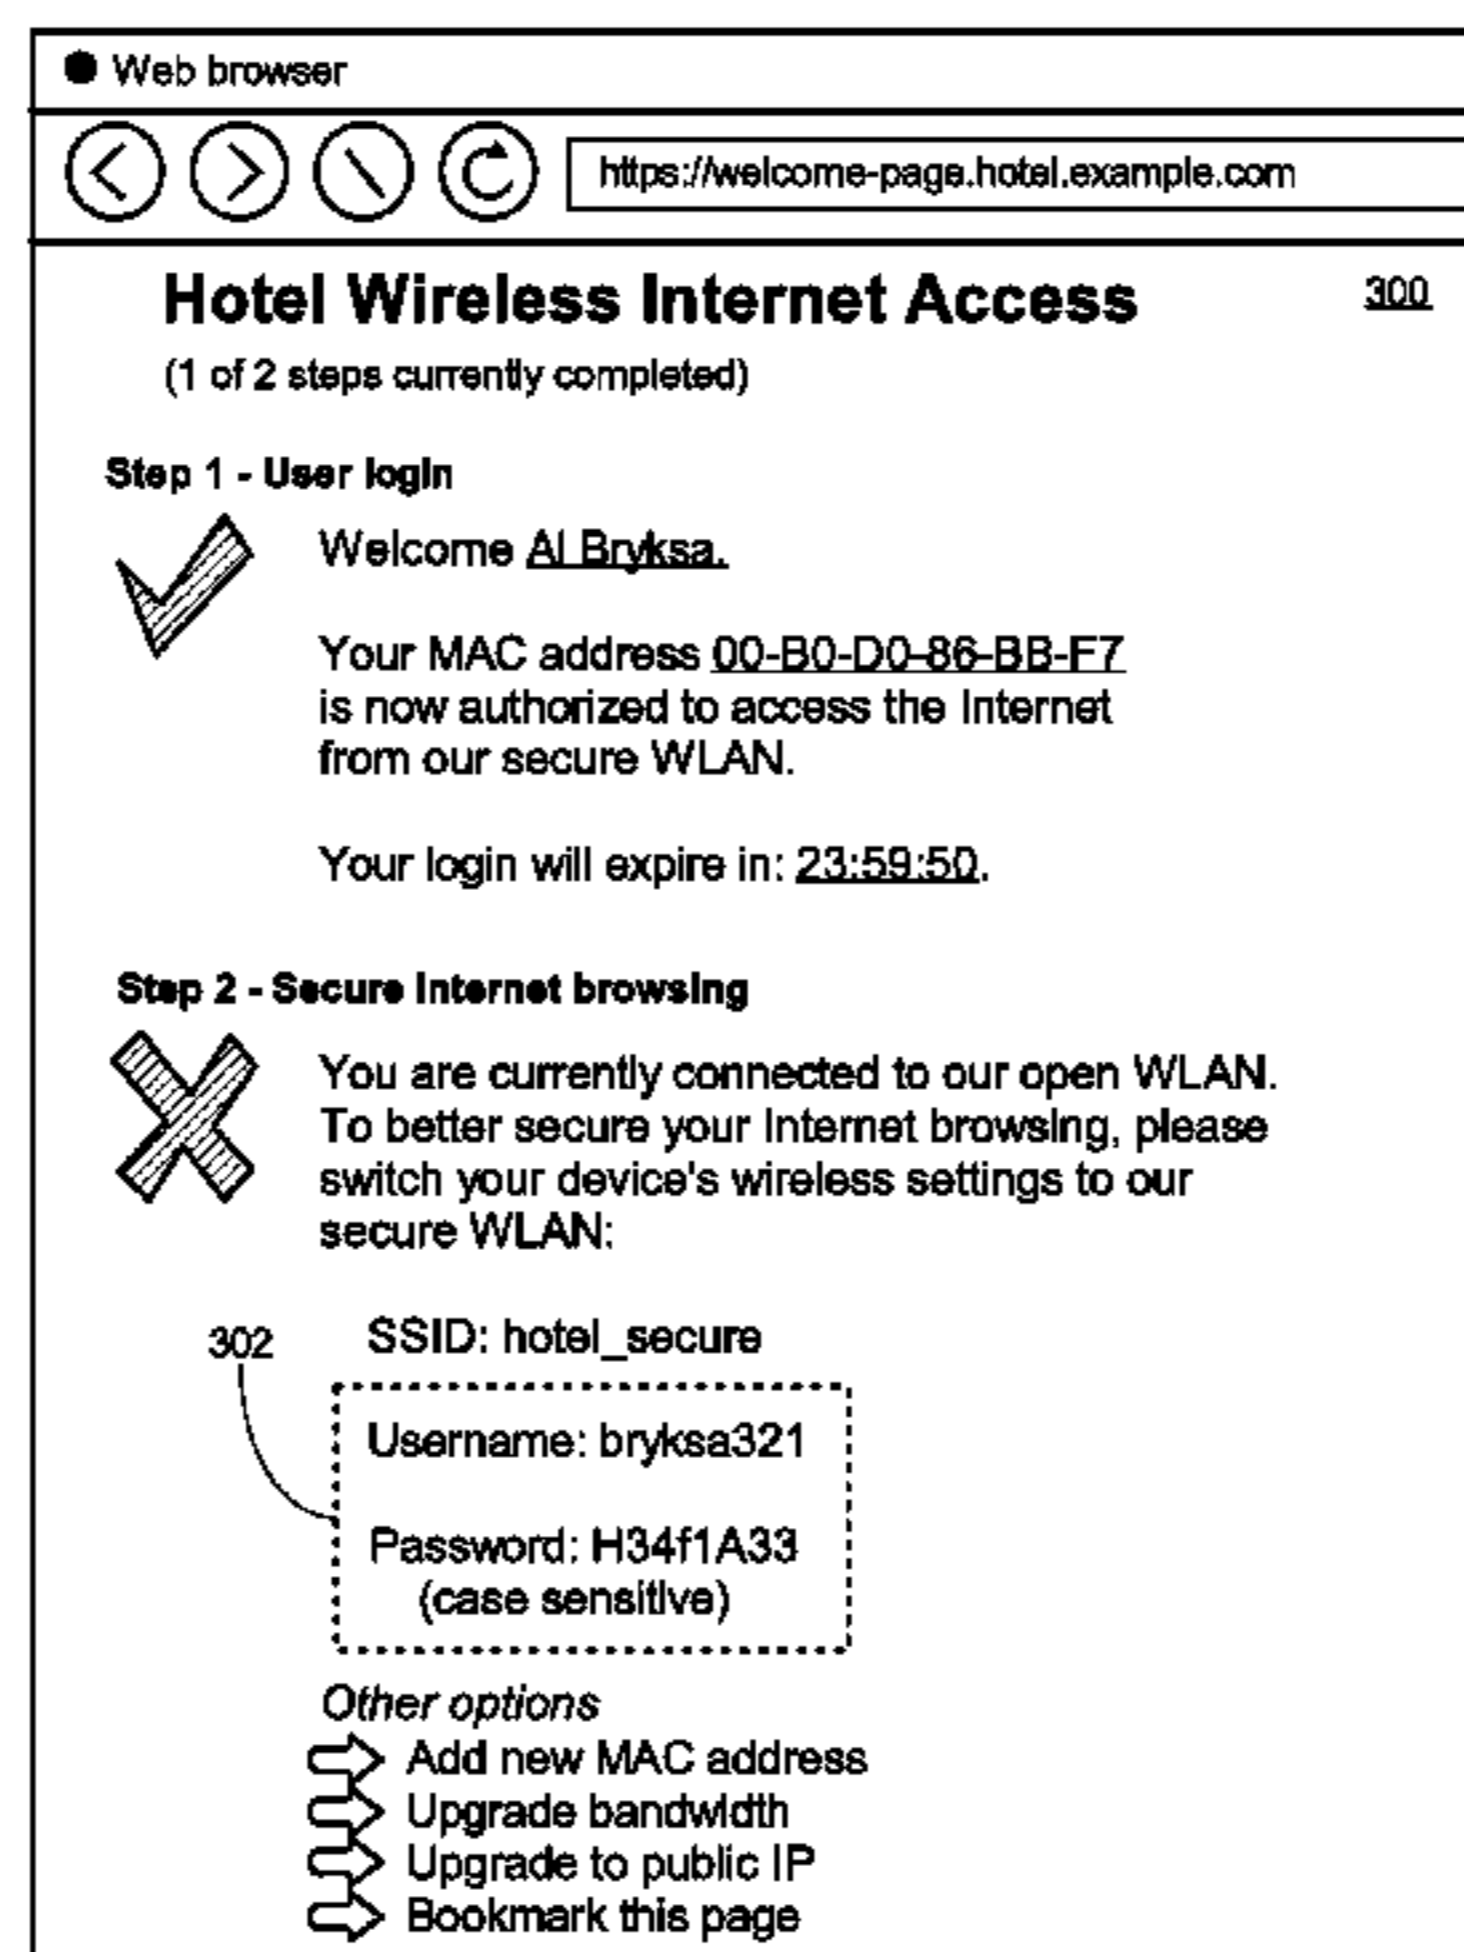 Web browser
https://welcome-page.hotel.example.com
Hotel Wireless Internet Access
300
(1 of 2 steps currently completed)
Step 1 - User login
Welcome Al Bryksa.
Your MAC address 00-B0-D0-86-BB-F7
is now authorized to access the Internet
from our secure WLAN.
Your login will expire in: 23:59:50.
Step 2 - Secure Internet browsing
You are currently connected to our open WLAN.
To better secure your Internet browsing, please
switch your device's wireless settings to our
secure WLAN:
302
SSID: hotel_secure
Username: bryksa321
Password: H34f1A33
(case sensitive)
Other options
Add new MAC address
Upgrade bandwidth
Upgrade to public IP
Bookmark this page